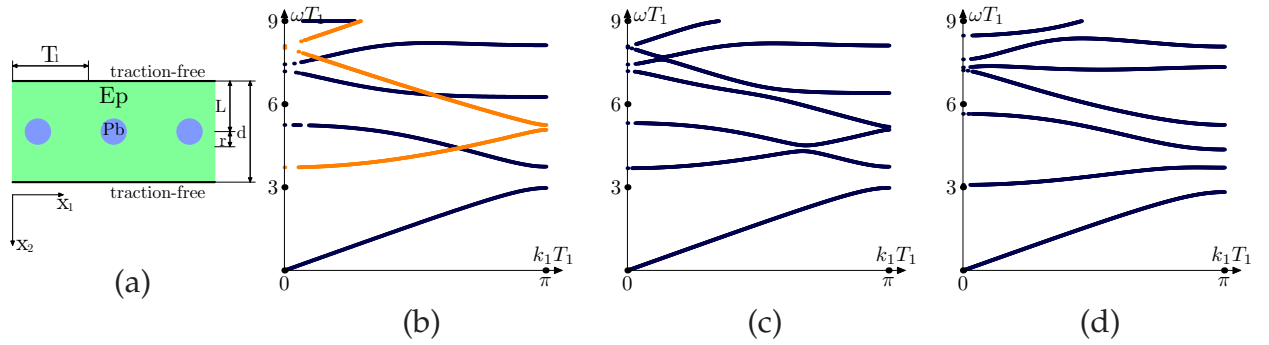 T₁
traction-free
Ep
L
Pb
r
d
traction-free
x₁
x₂
(a)
9
ωT₁
6
3
k₁T₁
0
π
(b)
9
ωT₁
6
3
k₁T₁
0
π
(c)
9
ωT₁
6
3
k₁T₁
0
π
(d)